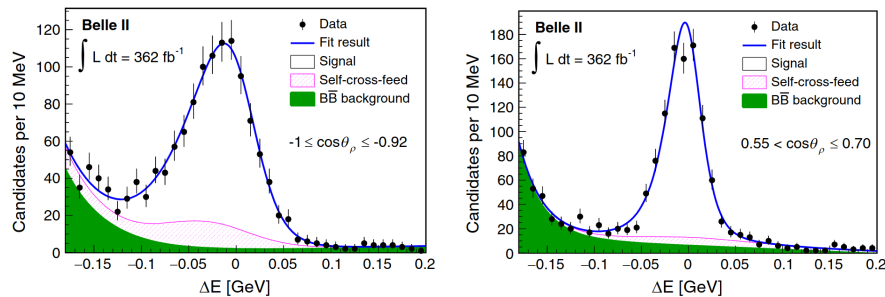 Belle II
∫ L dt = 362 fb⁻¹
Data
Fit result
Signal
Self-cross-feed
BB̅ background
-1 ≤ cosθρ ≤ -0.92
Candidates per 10 MeV
120
100
80
60
40
20
0
−0.15 −0.1 −0.05 0 0.05 0.1 0.15 0.2
ΔE [GeV]
Belle II
∫ L dt = 362 fb⁻¹
Data
Fit result
Signal
Self-cross-feed
BB̅ background
0.55 < cosθρ ≤ 0.70
Candidates per 10 MeV
200
180
160
140
120
100
80
60
40
20
0
−0.15 −0.1 −0.05 0 0.05 0.1 0.15 0.2
ΔE [GeV]